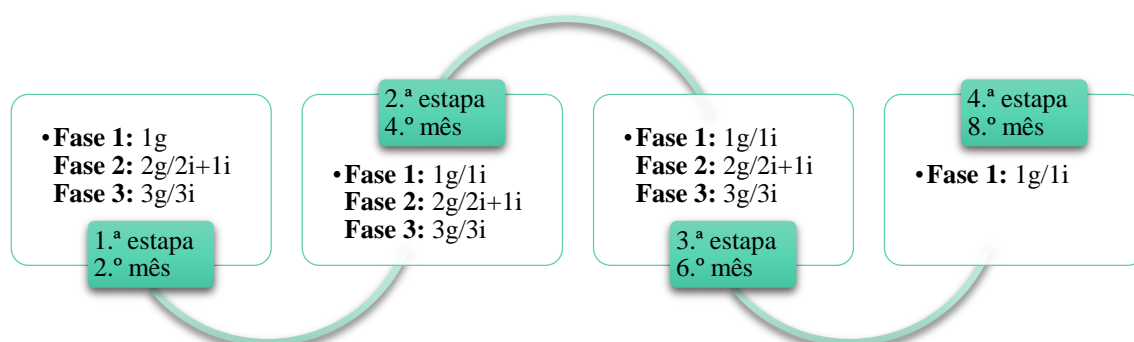 •Fase 1: 1g
Fase 2: 2g/2i+1i
Fase 3: 3g/3i
1.ª estapa
2.º mês
2.ª estapa
4.º mês
•Fase 1: 1g/1i
Fase 2: 2g/2i+1i
Fase 3: 3g/3i
•Fase 1: 1g/1i
Fase 2: 2g/2i+1i
Fase 3: 3g/3i
3.ª estapa
6.º mês
4.ª estapa
8.º mês
•Fase 1: 1g/1i